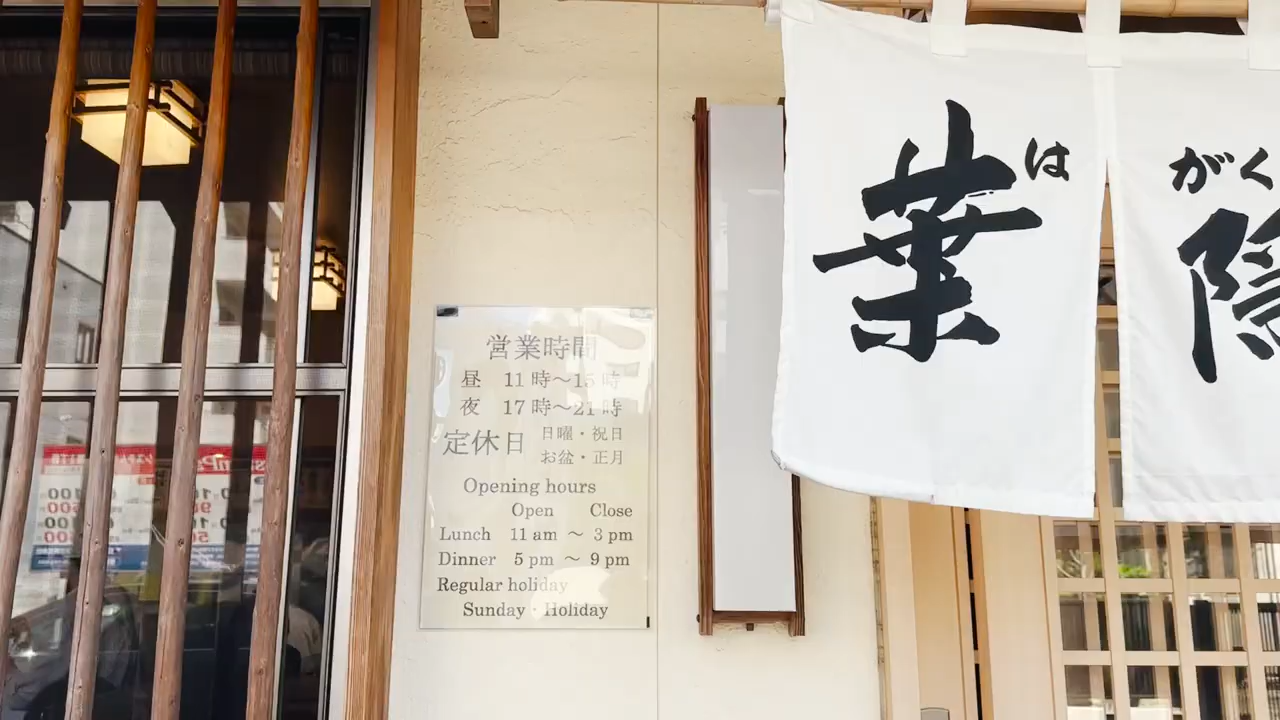 営業時間
昼 11時～15時
夜 17時～21時
定休日 日曜・祝日
お盆・正月
Opening hours
Open Close
Lunch 11 am ～ 3 pm
Dinner 5 pm ～ 9 pm
Regular holiday
Sunday・Holiday
葉は
がく
隠